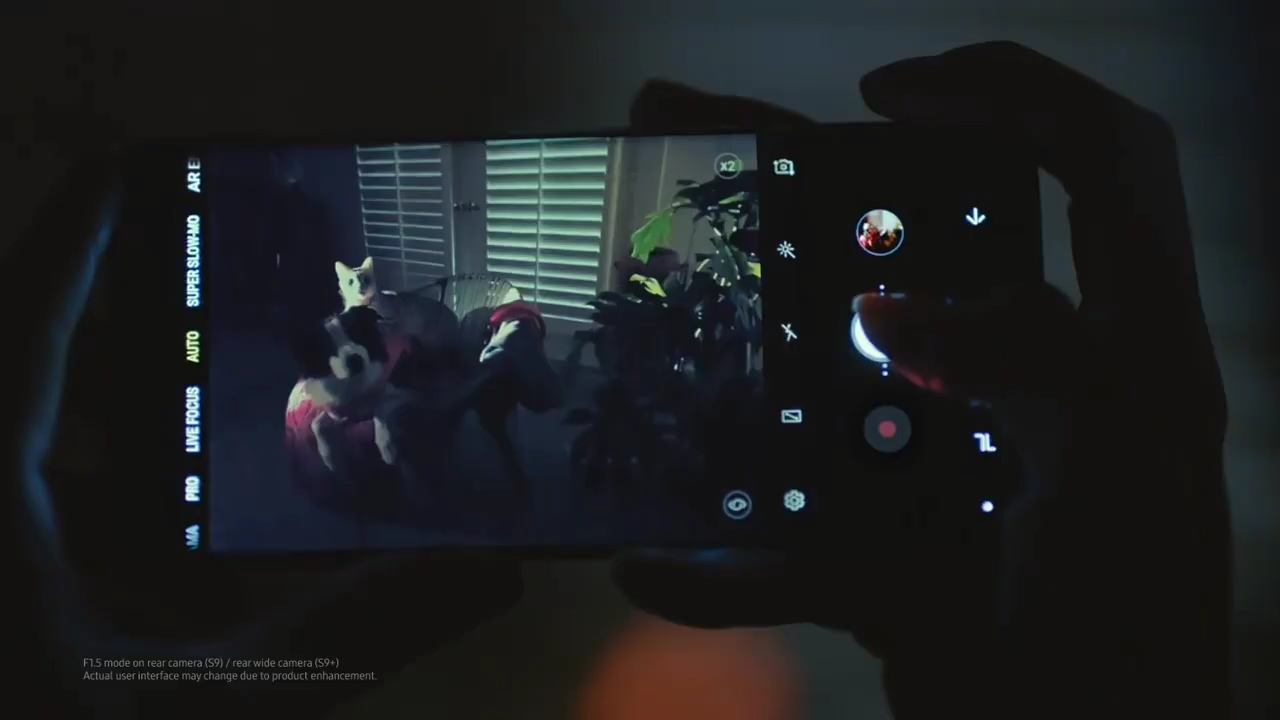 AR E
SUPER SLOW-MO
AUTO
LIVE FOCUS
PRO
MA
x2
F1.5 mode on rear camera (S9) / rear wide camera (S9+)
Actual user interface may change due to product enhancement.